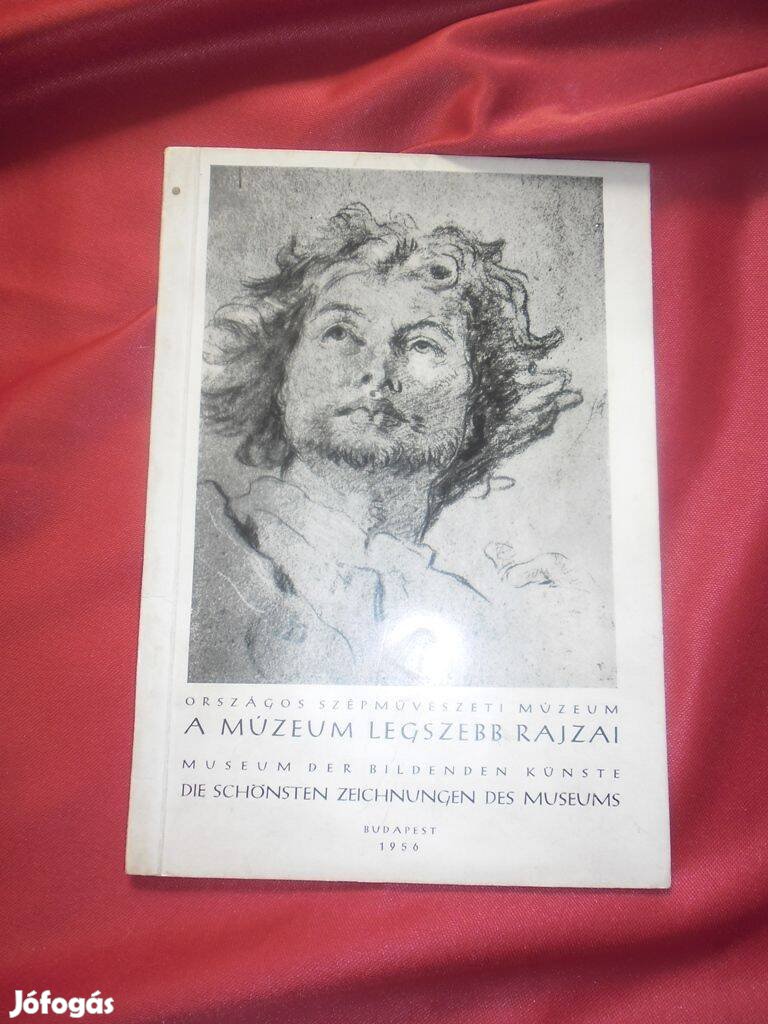 ORSZÁGOS SZÉPMŰVÉSZETI MÚZEUM
A MÚZEUM LEGSZEBB RAJZAI
MUSEUM DER BILDENDEN KÜNSTE
DIE SCHÖNSTEN ZEICHNUNGEN DES MUSEUMS
BUDAPEST
1956
Jófogás